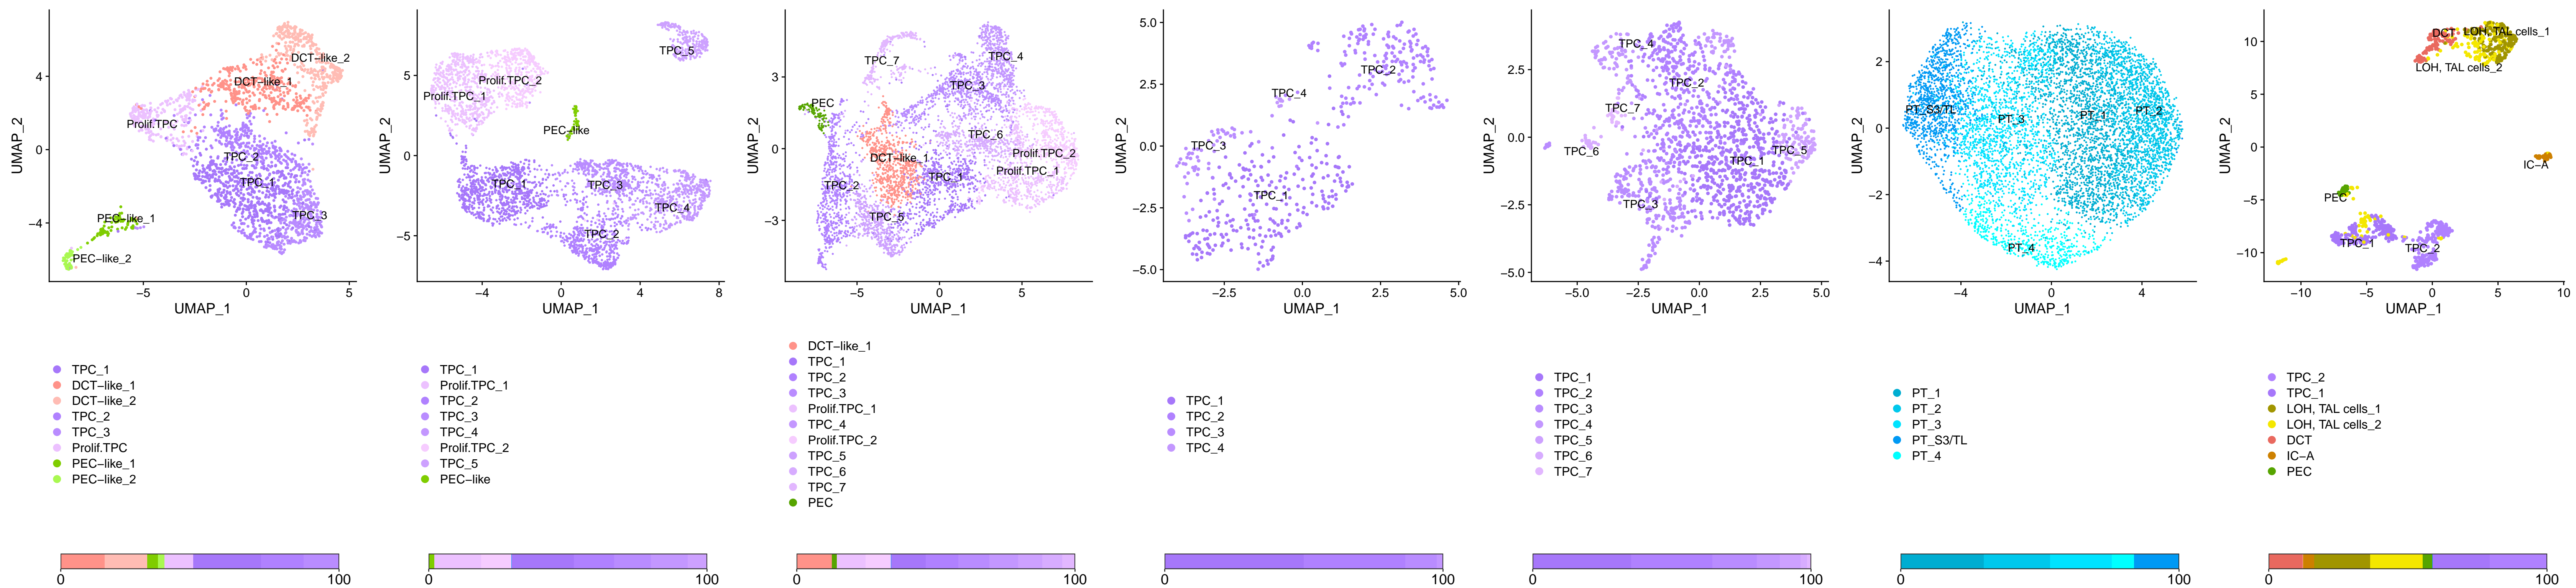 UMAP_2
4
0
−4
−5
0
5
UMAP_1
DCT−like_2
DCT−like_1
Prolif.TPC
TPC_2
TPC_1
TPC_3
PEC−like_1
PEC−like_2
UMAP_2
5
0
−5
−4
0
4
8
UMAP_1
TPC_5
Prolif.TPC_2
Prolif.TPC_1
PEC−like
TPC_1
TPC_3
TPC_4
TPC_2
UMAP_2
3
0
−3
−5
0
5
UMAP_1
TPC_7
TPC_4
TPC_3
PEC
TPC_6
DCT−like_1
Prolif.TPC_2
Prolif.TPC_1
TPC_1
TPC_2
TPC_5
UMAP_2
5.0
2.5
0.0
−2.5
−5.0
−2.5
0.0
2.5
5.0
UMAP_1
TPC_2
TPC_4
TPC_3
TPC_1
UMAP_2
2.5
0.0
−2.5
−5.0
−5.0
−2.5
0.0
2.5
5.0
UMAP_1
TPC_4
TPC_2
TPC_7
TPC_6
TPC_5
TPC_1
TPC_3
UMAP_2
2
0
−2
−4
−4
0
4
UMAP_1
PT_S3/TL
PT_3
PT_1
PT_2
PT_4
UMAP_2
10
5
0
−5
−10
−10
−5
0
5
10
UMAP_1
DCT
LOH, TAL cells_1
LOH, TAL cells_2
IC−A
PEC
TPC_1
TPC_2
TPC_1
DCT−like_1
DCT−like_2
TPC_2
TPC_3
Prolif.TPC
PEC−like_1
PEC−like_2
TPC_1
Prolif.TPC_1
TPC_2
TPC_3
TPC_4
Prolif.TPC_2
TPC_5
PEC−like
DCT−like_1
TPC_1
TPC_2
TPC_3
Prolif.TPC_1
TPC_4
Prolif.TPC_2
TPC_5
TPC_6
TPC_7
PEC
TPC_1
TPC_2
TPC_3
TPC_4
TPC_1
TPC_2
TPC_3
TPC_4
TPC_5
TPC_6
TPC_7
PT_1
PT_2
PT_3
PT_S3/TL
PT_4
TPC_2
TPC_1
LOH, TAL cells_1
LOH, TAL cells_2
DCT
IC−A
PEC
0
100
0
100
0
100
0
100
0
100
0
100
0
100